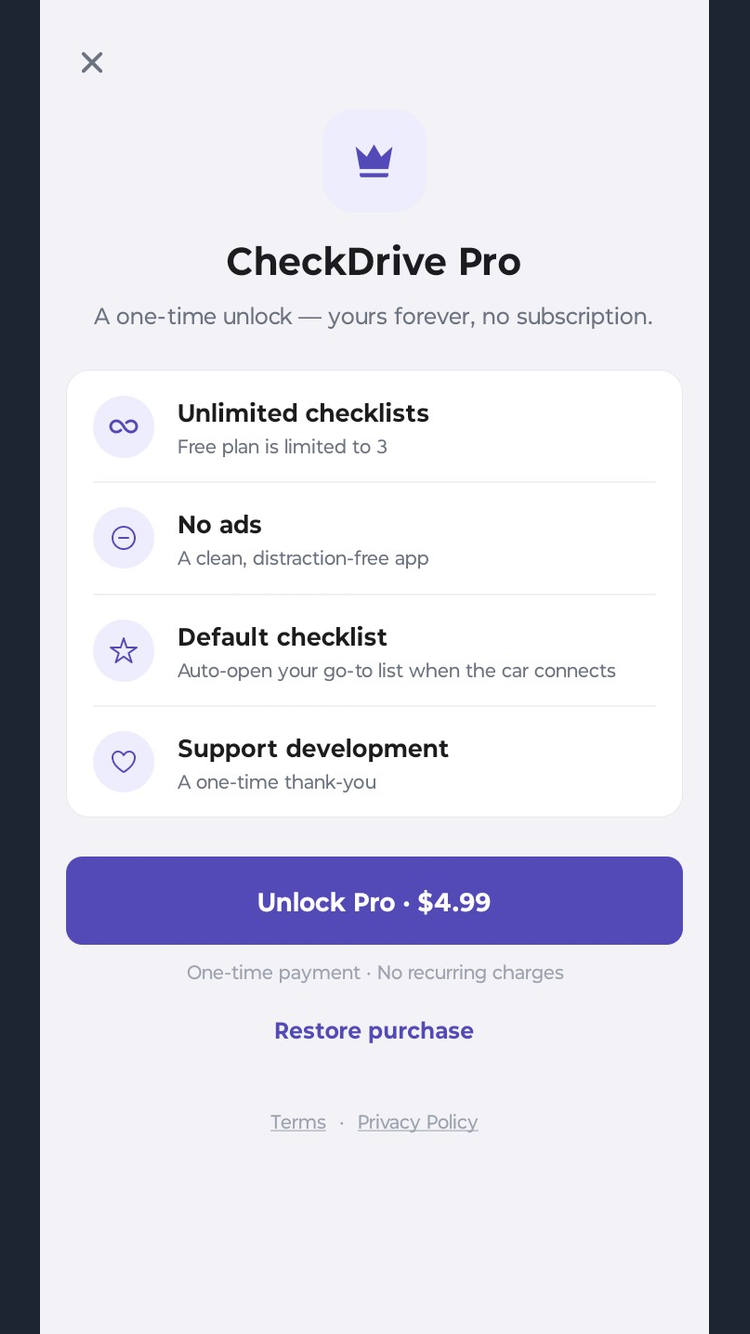 CheckDrive Pro
A one-time unlock — yours forever, no subscription.
Unlimited checklists
Free plan is limited to 3
No ads
A clean, distraction-free app
Default checklist
Auto-open your go-to list when the car connects
Support development
A one-time thank-you
Unlock Pro · $4.99
One-time payment · No recurring charges
Restore purchase
Terms · Privacy Policy